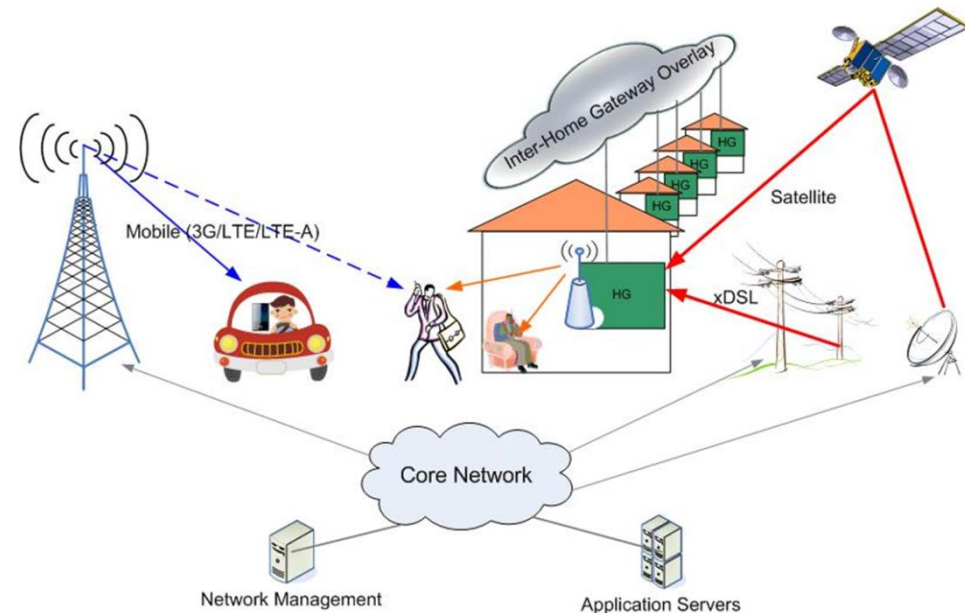 Inter-Home Gateway Overlay
HG
HG
HG
HG
Satellite
Mobile (3G/LTE/LTE-A)
HG
xDSL
Core Network
Network Management
Application Servers